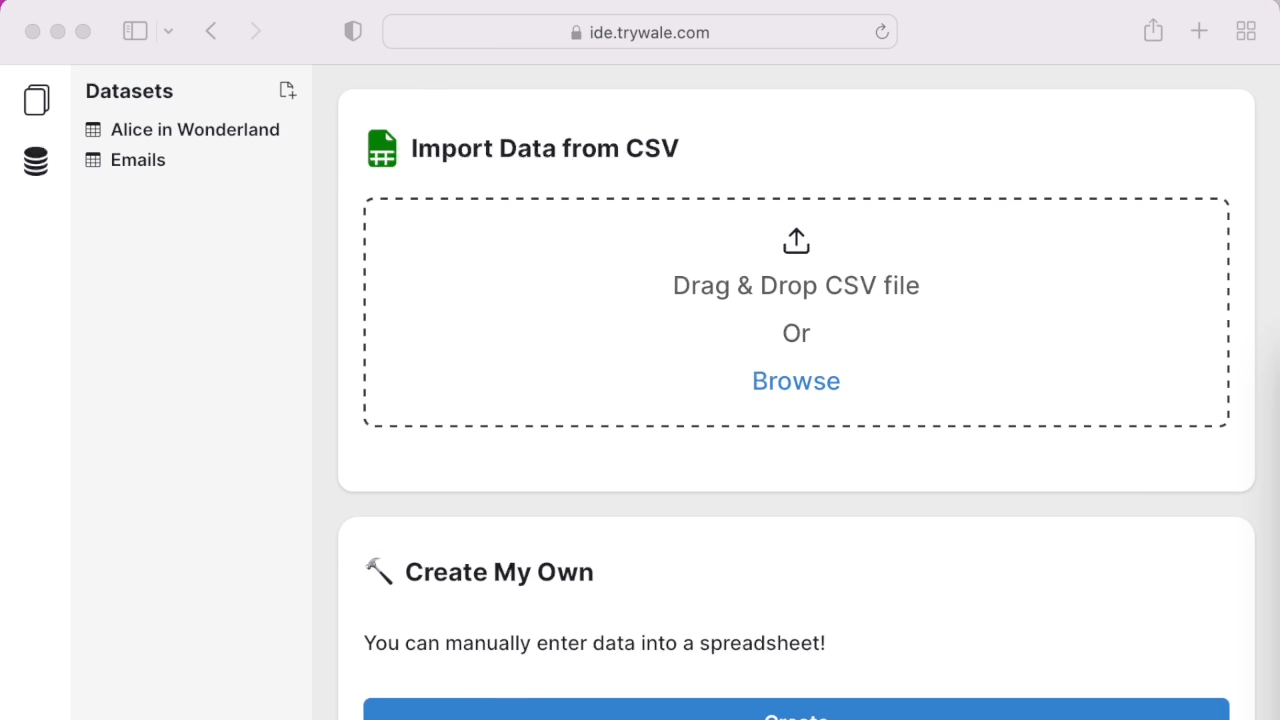 ide.trywale.com
Datasets
Alice in Wonderland
Emails
Import Data from CSV
Drag & Drop CSV file
Or
Browse
Create My Own
You can manually enter data into a spreadsheet!
Create